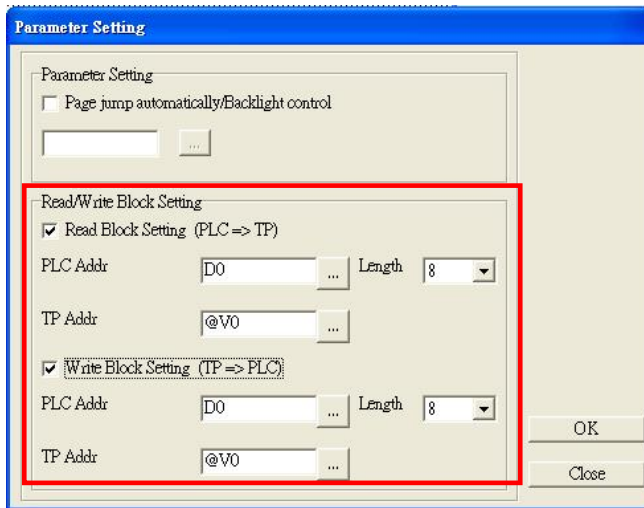 Parameter Setting
Parameter Setting
Page jump automatically/Backlight control
...
Read/Write Block Setting
Read Block Setting (PLC => TP)
PLC Addr D0 ... Length 8
TP Addr @V0 ...
Write Block Setting (TP => PLC)
PLC Addr D0 ... Length 8
OK
TP Addr @V0 ...
Close